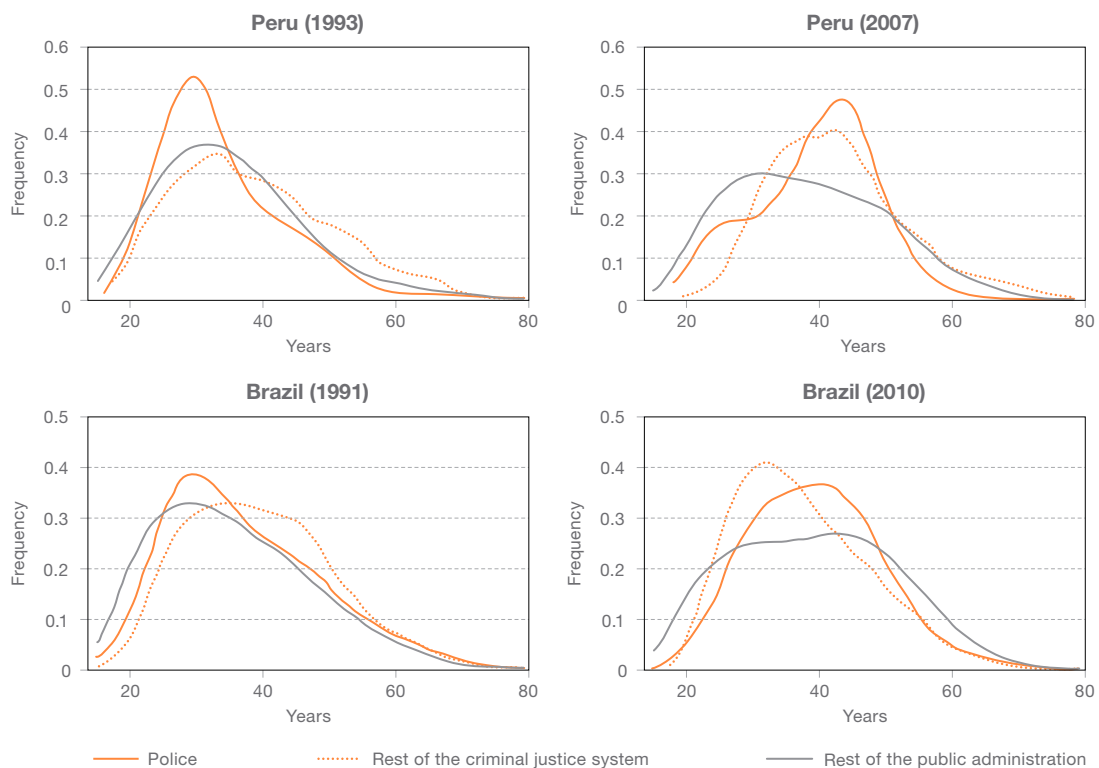 Peru (1993)
0.6
0.5
0.4
0.3
0.2
0.1
0
Frequency
20
40
60
80
Years
Peru (2007)
0.6
0.5
0.4
0.3
0.2
0.1
0
Frequency
20
40
60
80
Years
Brazil (1991)
0.5
0.4
0.3
0.2
0.1
0
Frequency
20
40
60
80
Years
Brazil (2010)
0.5
0.4
0.3
0.2
0.1
0
Frequency
20
40
60
80
Years
Police
Rest of the criminal justice system
Rest of the public administration